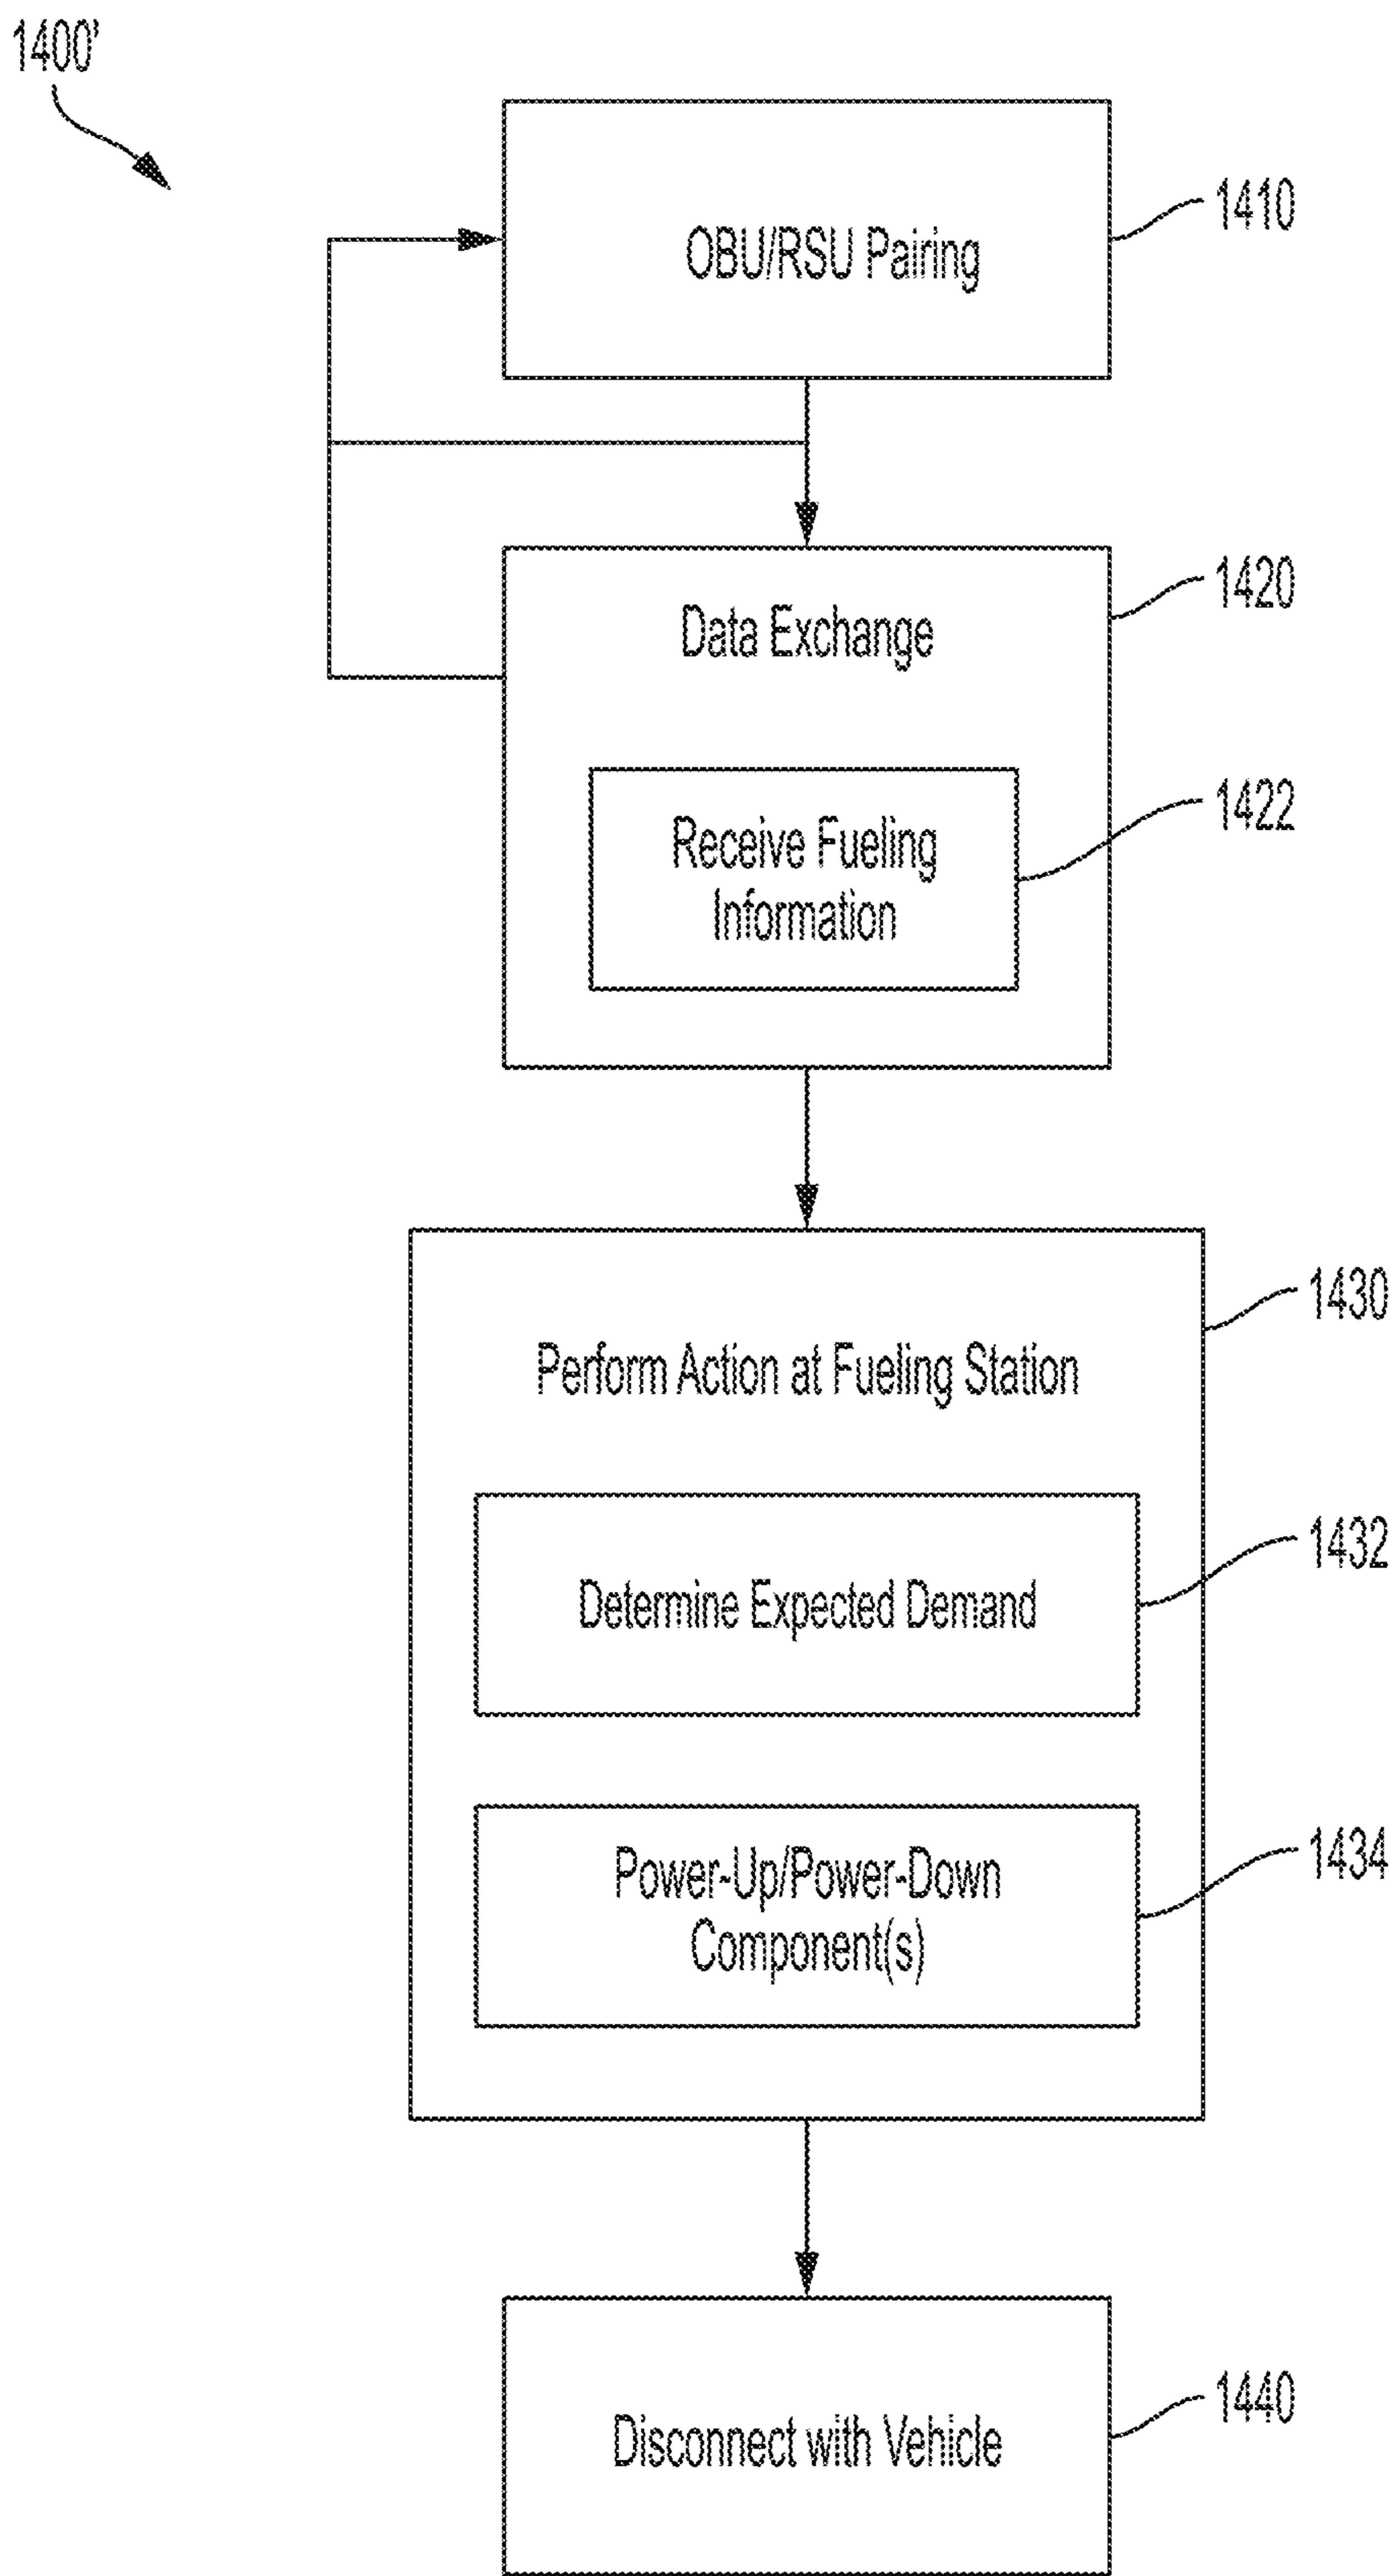 1400'
OBU/RSU Pairing
1410
Data Exchange
1420
Receive Fueling
Information
1422
Perform Action at Fueling Station
1430
Determine Expected Demand
1432
Power-Up/Power-Down
Component(s)
1434
Disconnect with Vehicle
1440